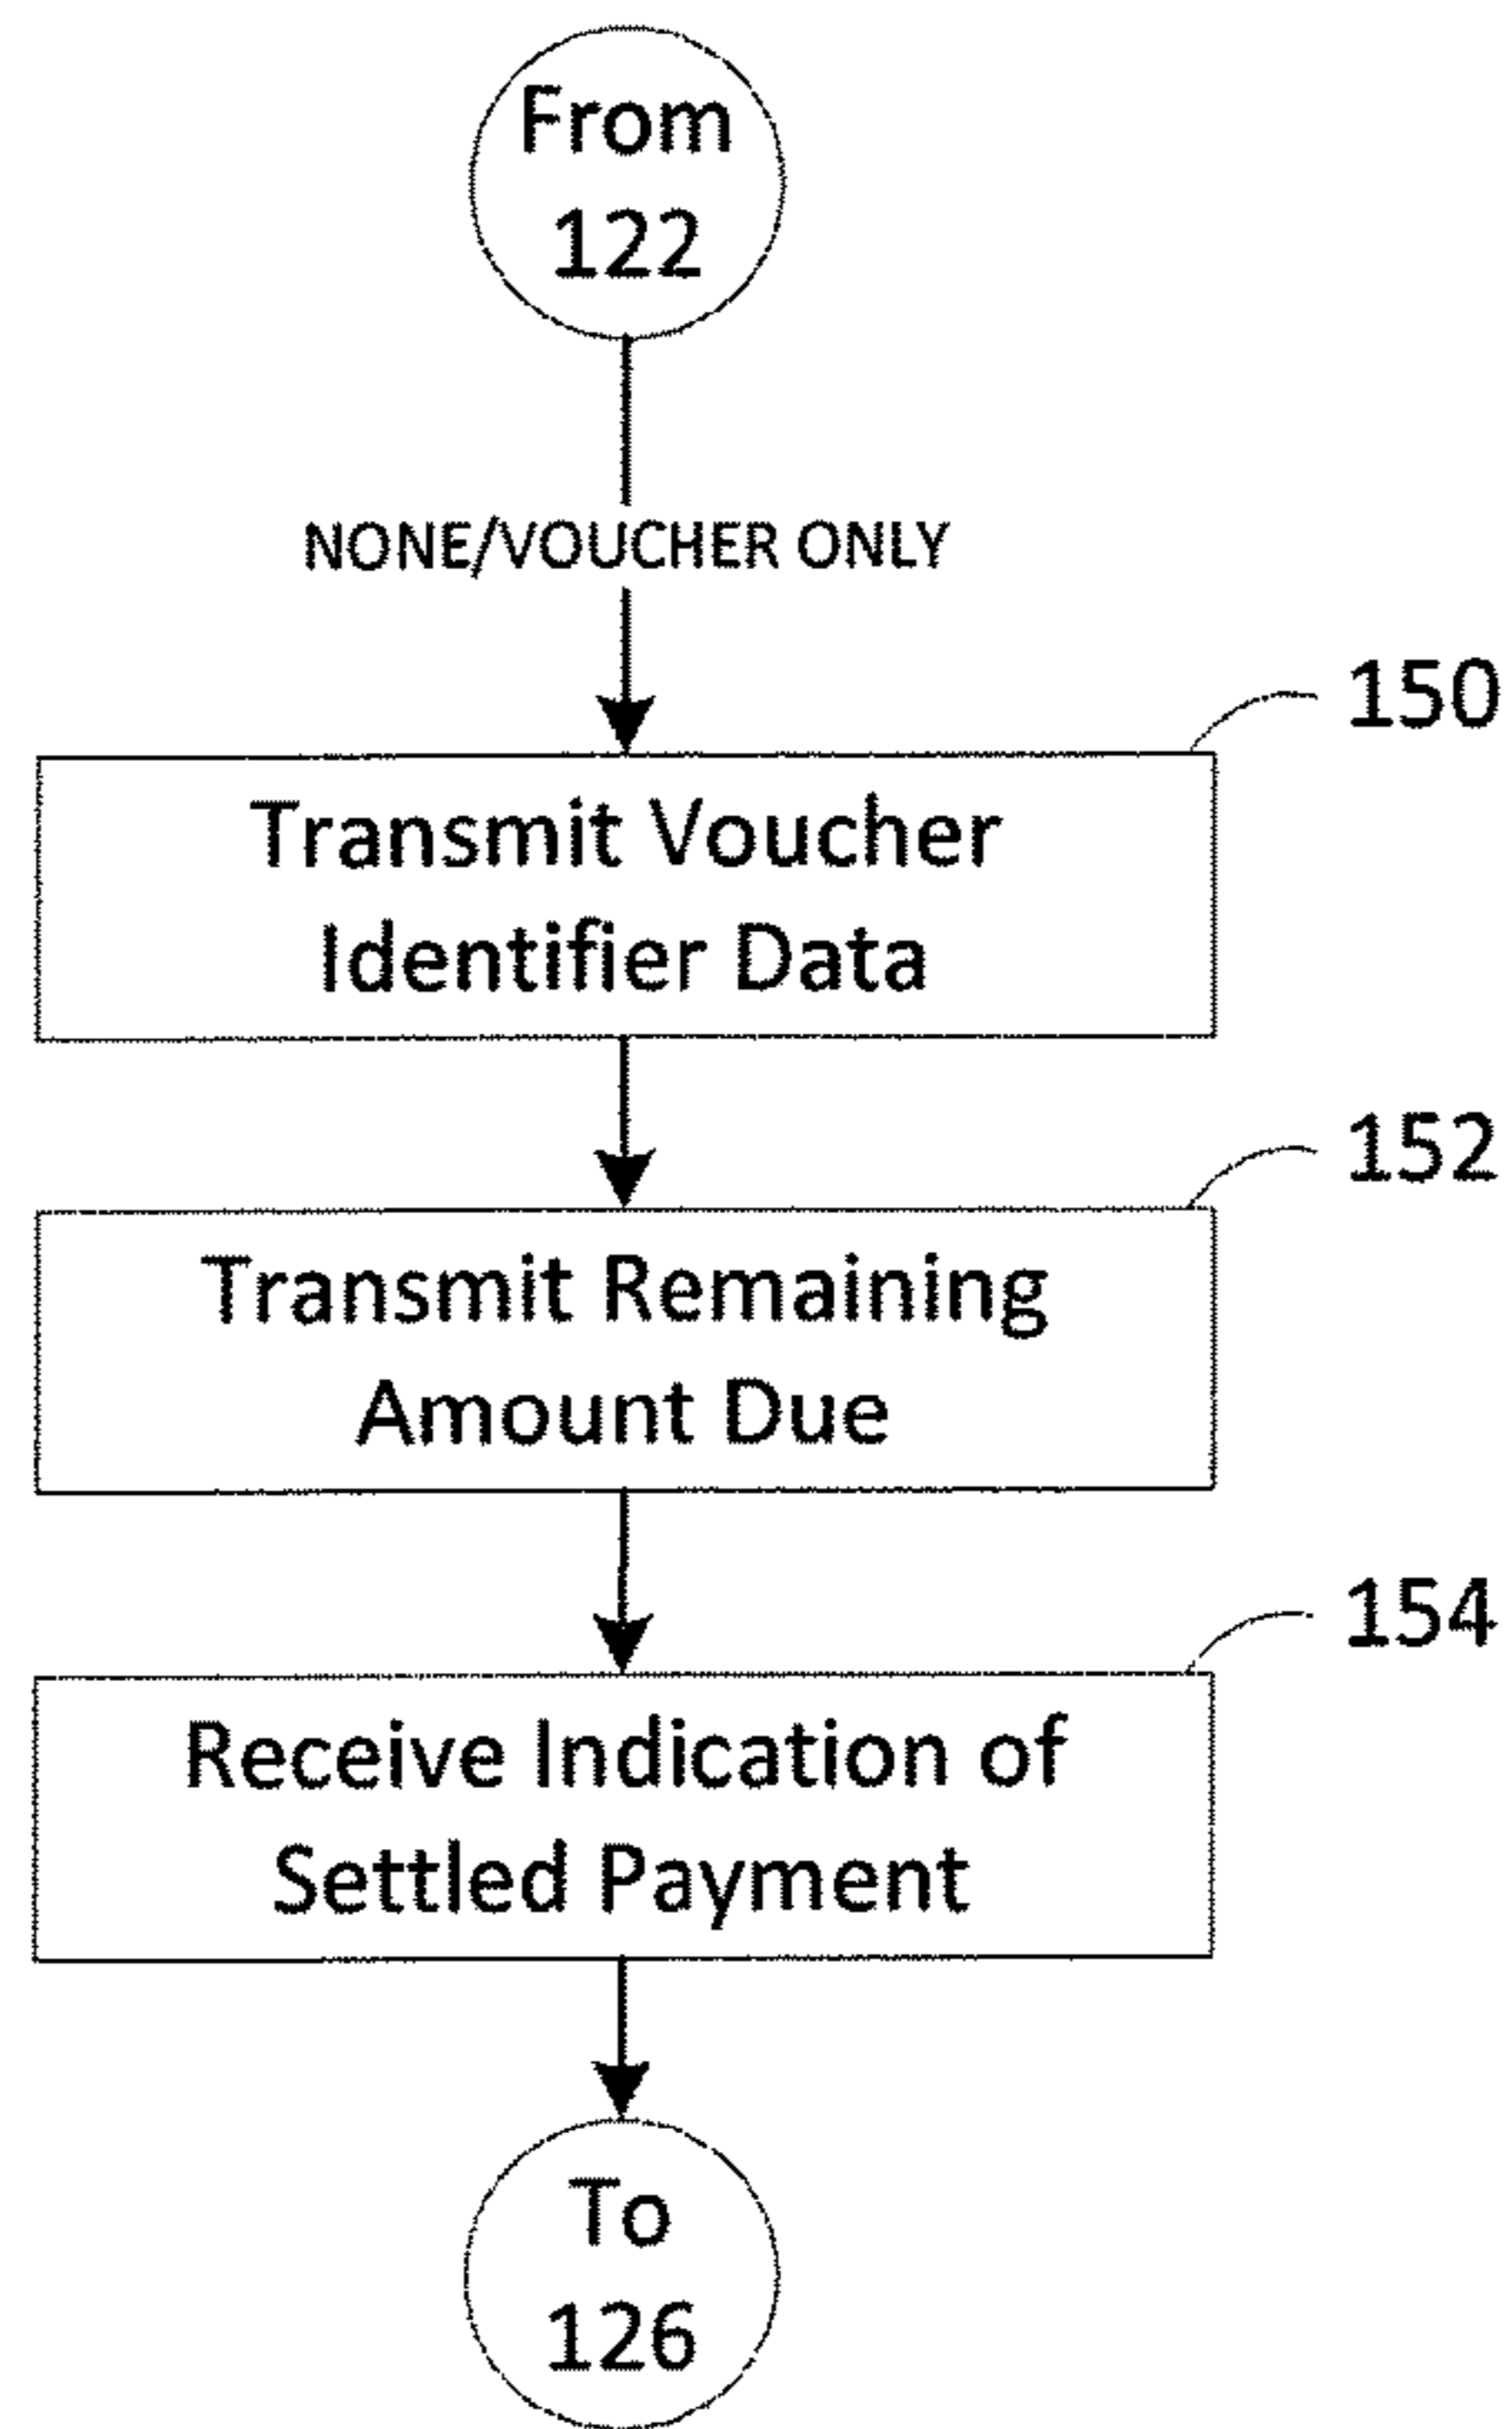 From
122
NONE/VOUCHER ONLY
150
Transmit Voucher
Identifier Data
152
Transmit Remaining
Amount Due
154
Receive Indication of
Settled Payment
To
126